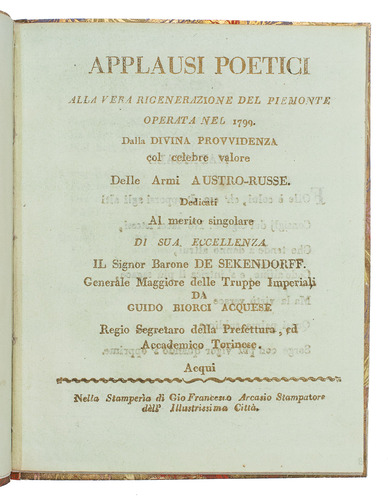 APPLAUSI POETICI
ALLA VERA RIGENERAZIONE DEL PIEMONTE
OPERATA NEL 1799.
Dalla DIVINA PROVVIDENZA
col celebre valore
Delle Armi AUSTRO-RUSSE.
Dedicati
Al merito singolare
DI SUA ECCELLENZA
IL Signor Barone DE SEKENDORFF.
Generale Maggiore delle Truppe Imperiali
DA
GUIDO BIORCI ACQUESE
Regio Segretaro della Prefettura, ed
Accademico Torinese.
Acqui
Nella Stamperia di Gio Francesco Arcasio Stampatore
dell' Illustrissima Città.